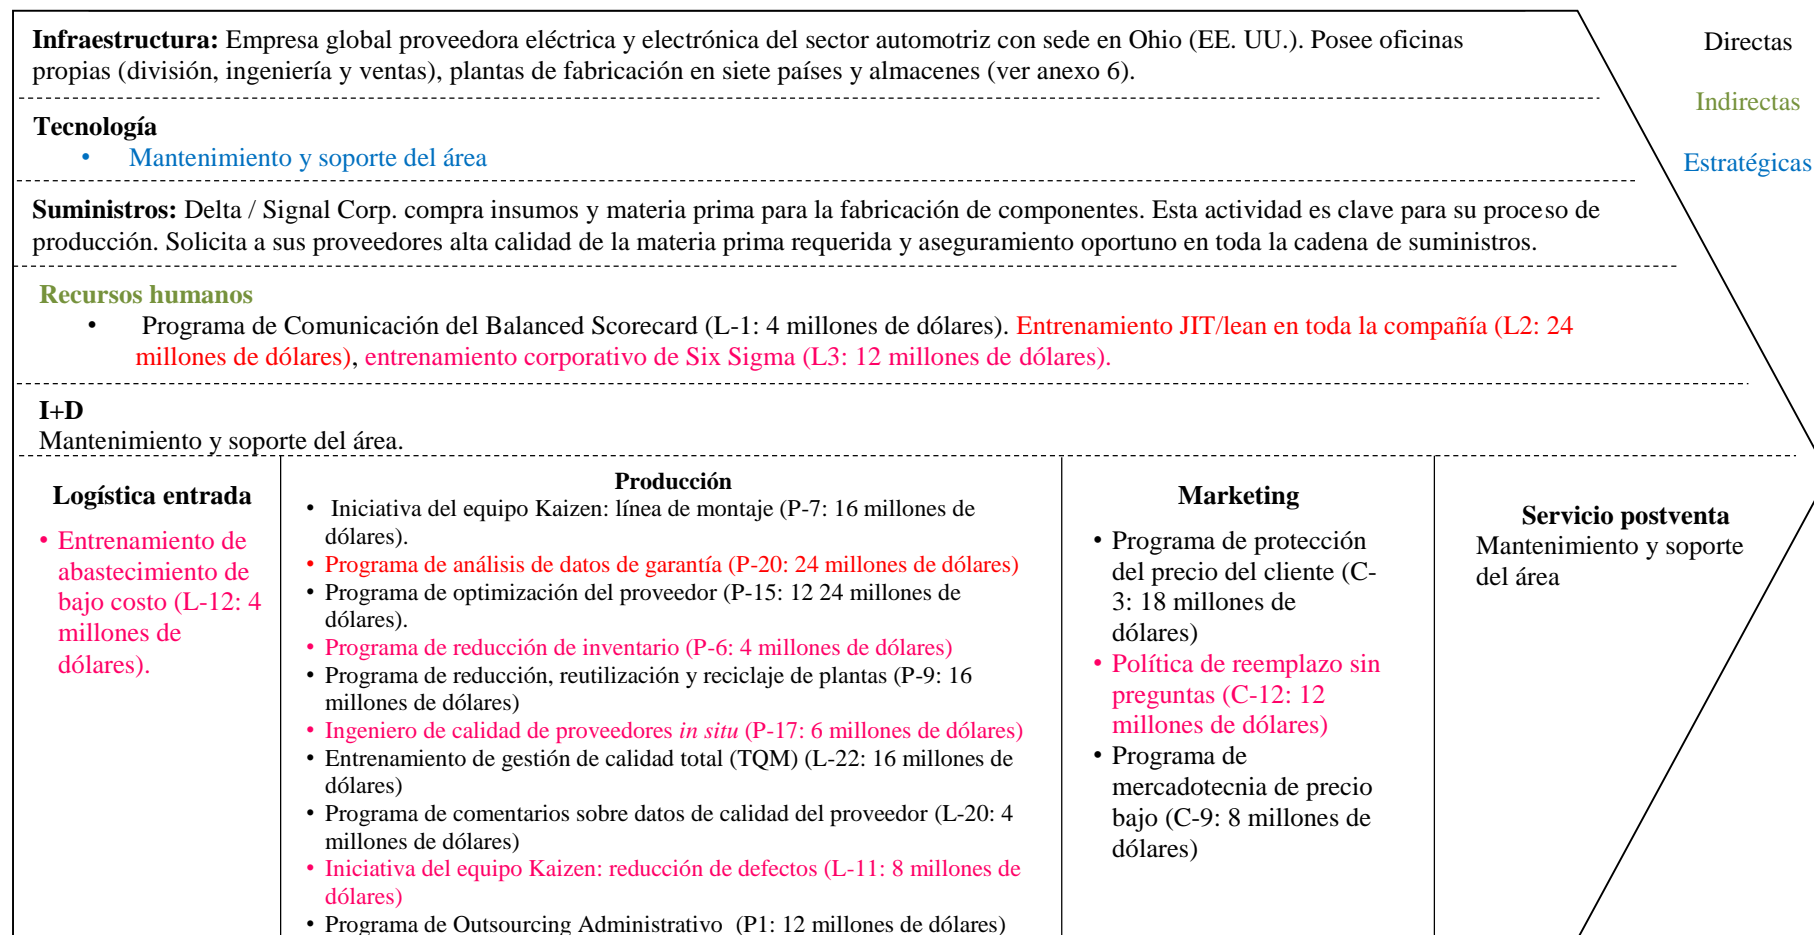 Infraestructura: Empresa global proveedora eléctrica y electrónica del sector automotriz con sede en Ohio (EE. UU.). Posee oficinas
propias (división, ingeniería y ventas), plantas de fabricación en siete países y almacenes (ver anexo 6).
Directas
Indirectas
Estratégicas
Tecnología
• Mantenimiento y soporte del área
Suministros: Delta / Signal Corp. compra insumos y materia prima para la fabricación de componentes. Esta actividad es clave para su proceso de
producción. Solicita a sus proveedores alta calidad de la materia prima requerida y aseguramiento oportuno en toda la cadena de suministros.
Recursos humanos
• Programa de Comunicación del Balanced Scorecard (L-1: 4 millones de dólares). Entrenamiento JIT/lean en toda la compañía (L2: 24
millones de dólares), entrenamiento corporativo de Six Sigma (L3: 12 millones de dólares).
I+D
Mantenimiento y soporte del área.
Logística entrada
• Entrenamiento de
abastecimiento de
bajo costo (L-12: 4
millones de
dólares).
Producción
• Iniciativa del equipo Kaizen: línea de montaje (P-7: 16 millones de
dólares).
• Programa de análisis de datos de garantía (P-20: 24 millones de dólares)
• Programa de optimización del proveedor (P-15: 12 24 millones de
dólares).
• Programa de reducción de inventario (P-6: 4 millones de dólares)
• Programa de reducción, reutilización y reciclaje de plantas (P-9: 16
millones de dólares)
• Ingeniero de calidad de proveedores in situ (P-17: 6 millones de dólares)
• Entrenamiento de gestión de calidad total (TQM) (L-22: 16 millones de
dólares)
• Programa de comentarios sobre datos de calidad del proveedor (L-20: 4
millones de dólares)
• Iniciativa del equipo Kaizen: reducción de defectos (L-11: 8 millones de
dólares)
• Programa de Outsourcing Administrativo (P1: 12 millones de dólares)
Marketing
• Programa de protección
del precio del cliente (C-
3: 18 millones de
dólares)
• Política de reemplazo sin
preguntas (C-12: 12
millones de dólares)
• Programa de
mercadotecnia de precio
bajo (C-9: 8 millones de
dólares)
Servicio postventa
Mantenimiento y soporte
del área